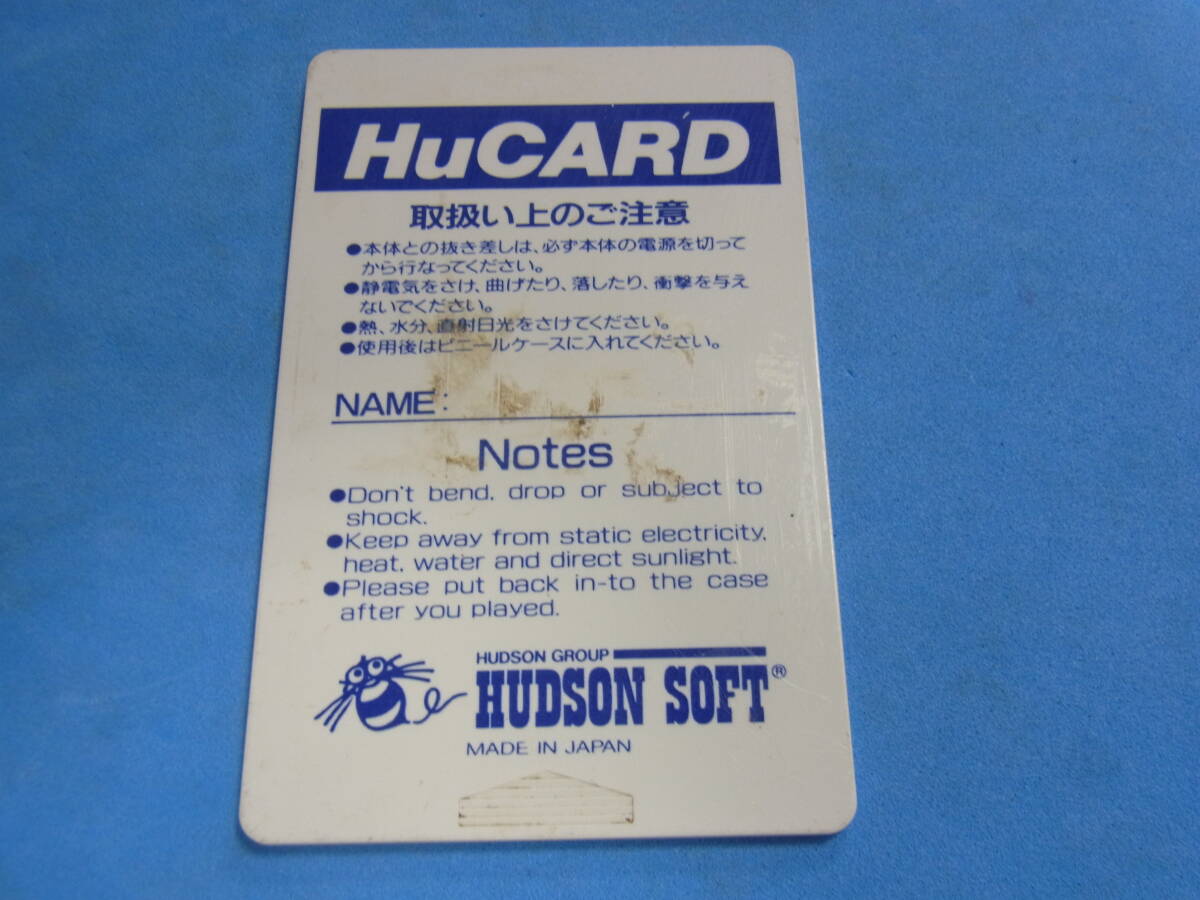 HuCARD
取扱い上のご注意
●本体との抜き差しは、必ず本体の電源を切って
から行なってください。
●静電気をさけ、曲げたり、落したり、衝撃を与え
ないでください。
●熱、水分、直射日光をさけてください。
●使用後はビニールケースに入れてください。
NAME:
Notes
●Don't bend, drop or subject to
shock.
●Keep away from static electricity,
heat, water and direct sunlight.
●Please put back in-to the case
after you played.
HUDSON GROUP
HUDSON SOFT®
MADE IN JAPAN